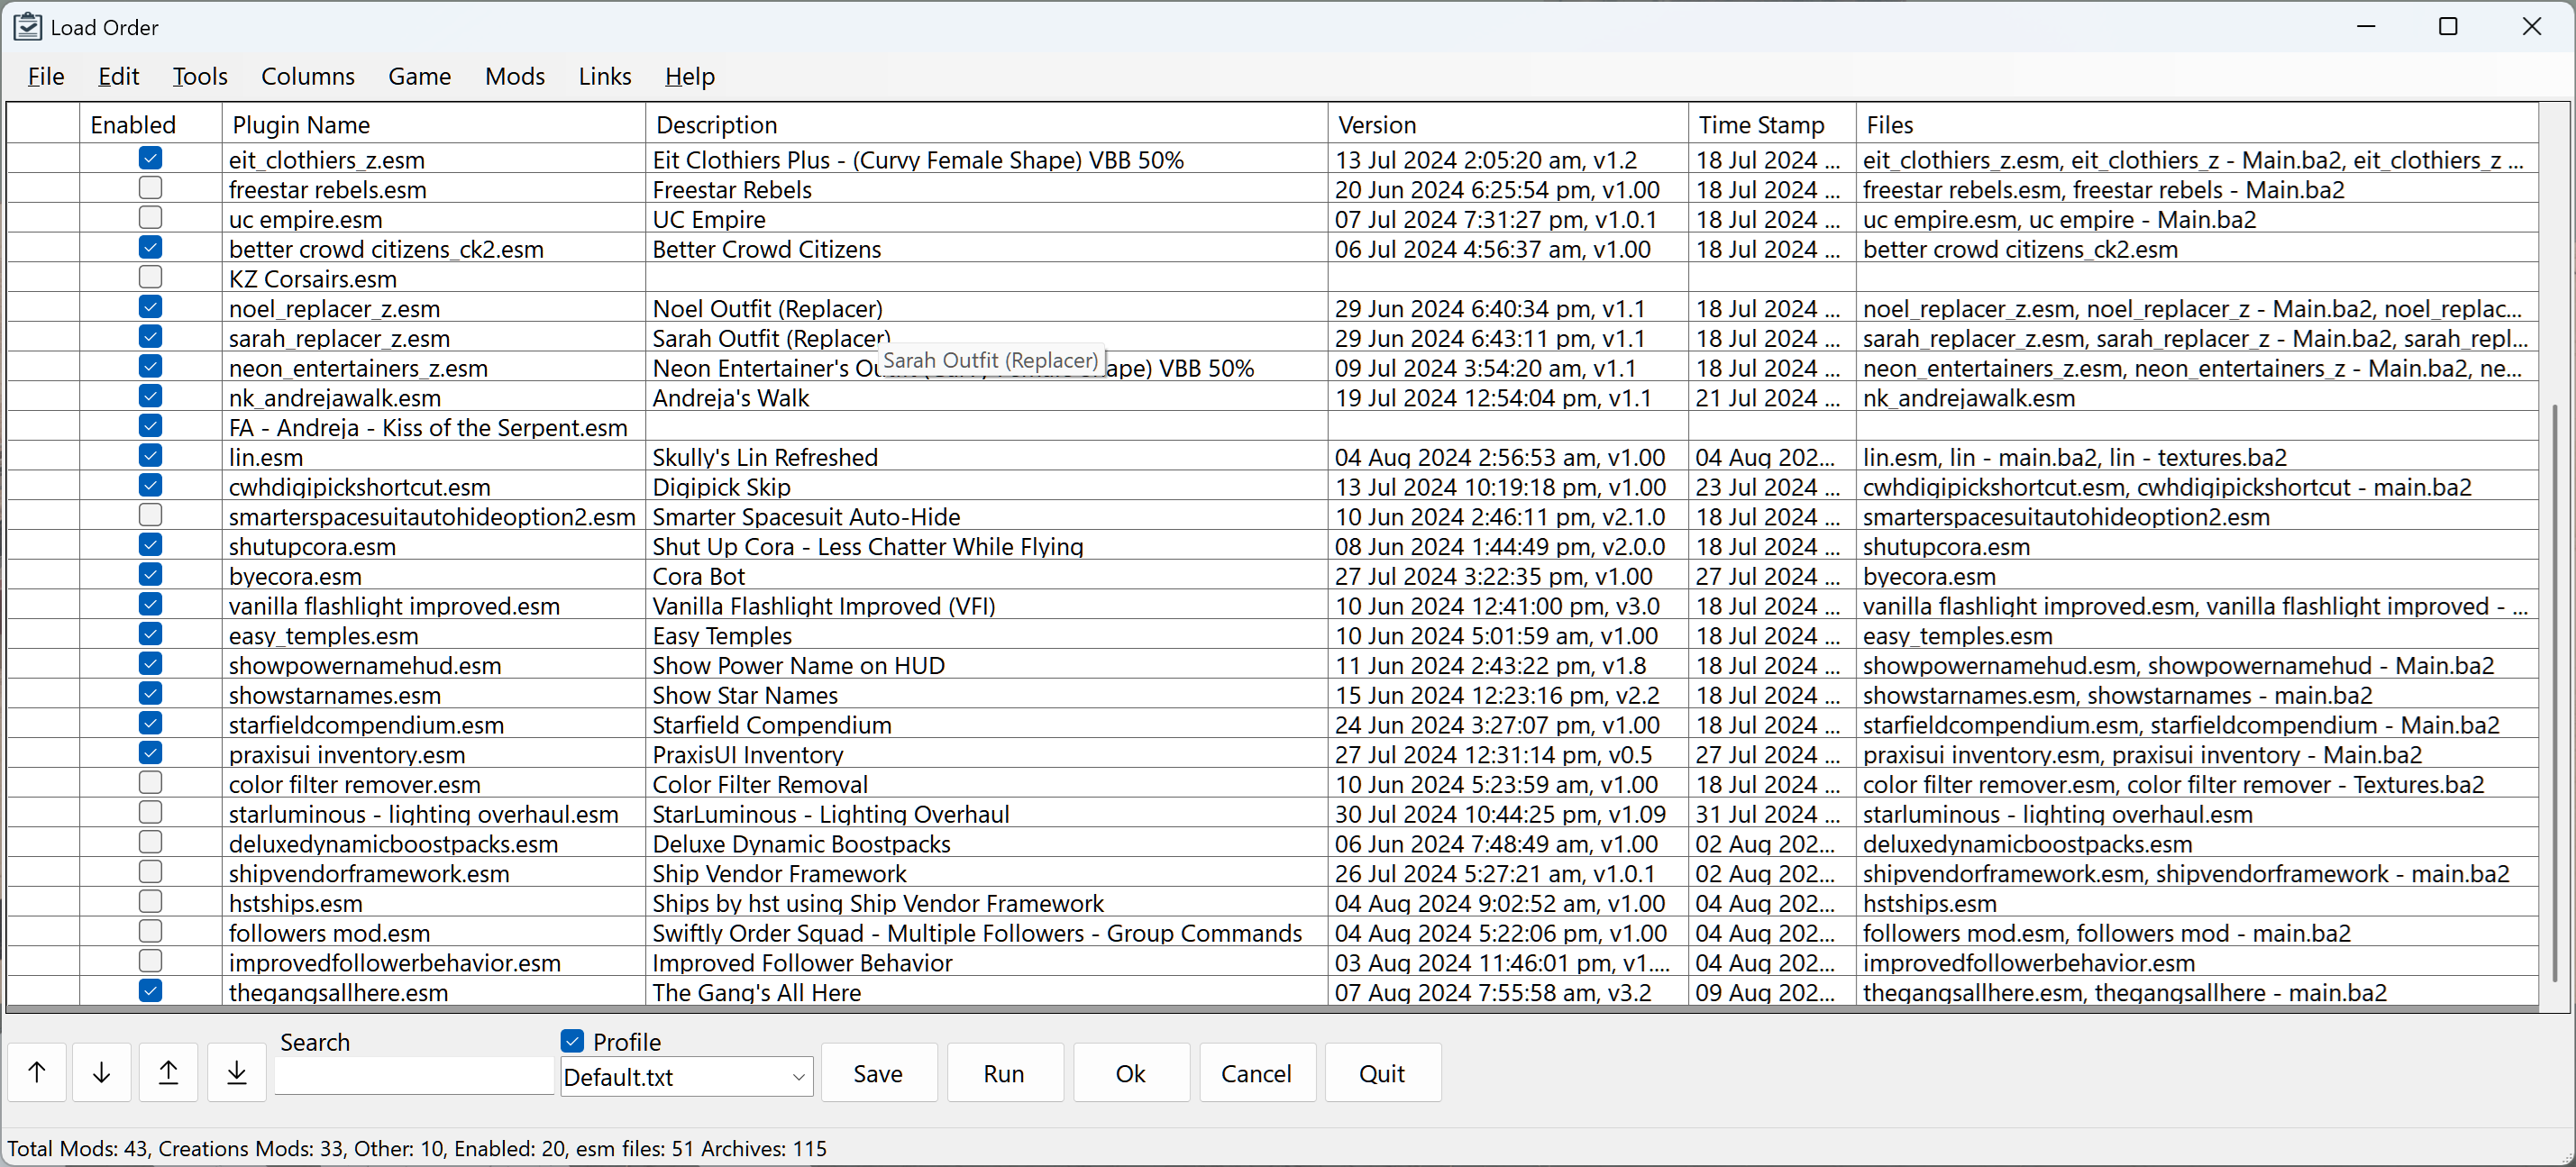 Load Order
File Edit Tools Columns Game Mods Links Help
Enabled Plugin Name Description Version Time Stamp Files
eit_clothiers_z.esm Eit Clothiers Plus - (Curvy Female Shape) VBB 50% 13 Jul 2024 2:05:20 am, v1.2 18 Jul 2024 ... eit_clothiers_z.esm, eit_clothiers_z - Main.ba2, eit_clothiers_z ...
freestar rebels.esm Freestar Rebels 20 Jun 2024 6:25:54 pm, v1.00 18 Jul 2024 ... freestar rebels.esm, freestar rebels - Main.ba2
uc empire.esm UC Empire 07 Jul 2024 7:31:27 pm, v1.0.1 18 Jul 2024 ... uc empire.esm, uc empire - Main.ba2
better crowd citizens_ck2.esm Better Crowd Citizens 06 Jul 2024 4:56:37 am, v1.00 18 Jul 2024 ... better crowd citizens_ck2.esm
KZ Corsairs.esm
noel_replacer_z.esm Noel Outfit (Replacer) 29 Jun 2024 6:40:34 pm, v1.1 18 Jul 2024 ... noel_replacer_z.esm, noel_replacer_z - Main.ba2, noel_replac...
sarah_replacer_z.esm Sarah Outfit (Replacer) 29 Jun 2024 6:43:11 pm, v1.1 18 Jul 2024 ... sarah_replacer_z.esm, sarah_replacer_z - Main.ba2, sarah_repl...
Sarah Outfit (Replacer)
neon_entertainers_z.esm Neon Entertainer's VBB 50% 09 Jul 2024 3:54:20 am, v1.1 18 Jul 2024 ... neon_entertainers_z.esm, neon_entertainers_z - Main.ba2, ne...
nk_andrejawalk.esm Andreja's Walk 19 Jul 2024 12:54:04 pm, v1.1 21 Jul 2024 ... nk_andrejawalk.esm
FA - Andreja - Kiss of the Serpent.esm
lin.esm Skully's Lin Refreshed 04 Aug 2024 2:56:53 am, v1.00 04 Aug 202... lin.esm, lin - main.ba2, lin - textures.ba2
cwhdigipickshortcut.esm Digipick Skip 13 Jul 2024 10:19:18 pm, v1.00 23 Jul 2024 ... cwhdigipickshortcut.esm, cwhdigipickshortcut - main.ba2
smarterspacesuitautohideoption2.esm Smarter Spacesuit Auto-Hide 10 Jun 2024 2:46:11 pm, v2.1.0 18 Jul 2024 ... smarterspacesuitautohideoption2.esm
shutupcora.esm Shut Up Cora - Less Chatter While Flying 08 Jun 2024 1:44:49 pm, v2.0.0 18 Jul 2024 ... shutupcora.esm
byecora.esm Cora Bot 27 Jul 2024 3:22:35 pm, v1.00 27 Jul 2024 ... byecora.esm
vanilla flashlight improved.esm Vanilla Flashlight Improved (VFI) 10 Jun 2024 12:41:00 pm, v3.0 18 Jul 2024 ... vanilla flashlight improved.esm, vanilla flashlight improved - ...
easy_temples.esm Easy Temples 10 Jun 2024 5:01:59 am, v1.00 18 Jul 2024 ... easy_temples.esm
showpowernamehud.esm Show Power Name on HUD 11 Jun 2024 2:43:22 pm, v1.8 18 Jul 2024 ... showpowernamehud.esm, showpowernamehud - Main.ba2
showstarnames.esm Show Star Names 15 Jun 2024 12:23:16 pm, v2.2 18 Jul 2024 ... showstarnames.esm, showstarnames - main.ba2
starfieldcompendium.esm Starfield Compendium 24 Jun 2024 3:27:07 pm, v1.00 18 Jul 2024 ... starfieldcompendium.esm, starfieldcompendium - Main.ba2
praxisui inventory.esm PraxisUI Inventory 27 Jul 2024 12:31:14 pm, v0.5 27 Jul 2024 ... praxisui inventory.esm, praxisui inventory - Main.ba2
color filter remover.esm Color Filter Removal 10 Jun 2024 5:23:59 am, v1.00 18 Jul 2024 ... color filter remover.esm, color filter remover - Textures.ba2
starluminous - lighting overhaul.esm StarLuminous - Lighting Overhaul 30 Jul 2024 10:44:25 pm, v1.09 31 Jul 2024 ... starluminous - lighting overhaul.esm
deluxedynamicboostpacks.esm Deluxe Dynamic Boostpacks 06 Jun 2024 7:48:49 am, v1.00 02 Aug 202... deluxedynamicboostpacks.esm
shipvendorframework.esm Ship Vendor Framework 26 Jul 2024 5:27:21 am, v1.0.1 02 Aug 202... shipvendorframework.esm, shipvendorframework - main.ba2
hstships.esm Ships by hst using Ship Vendor Framework 04 Aug 2024 9:02:52 am, v1.00 04 Aug 202... hstships.esm
followers mod.esm Swiftly Order Squad - Multiple Followers - Group Commands 04 Aug 2024 5:22:06 pm, v1.00 04 Aug 202... followers mod.esm, followers mod - main.ba2
improvedfollowerbehavior.esm Improved Follower Behavior 03 Aug 2024 11:46:01 pm, v1.... 04 Aug 202... improvedfollowerbehavior.esm
thegangsallhere.esm The Gang's All Here 07 Aug 2024 7:55:58 am, v3.2 09 Aug 202... thegangsallhere.esm, thegangsallhere - main.ba2
Search Profile
Default.txt Save Run Ok Cancel Quit
Total Mods: 43, Creations Mods: 33, Other: 10, Enabled: 20, esm files: 51 Archives: 115